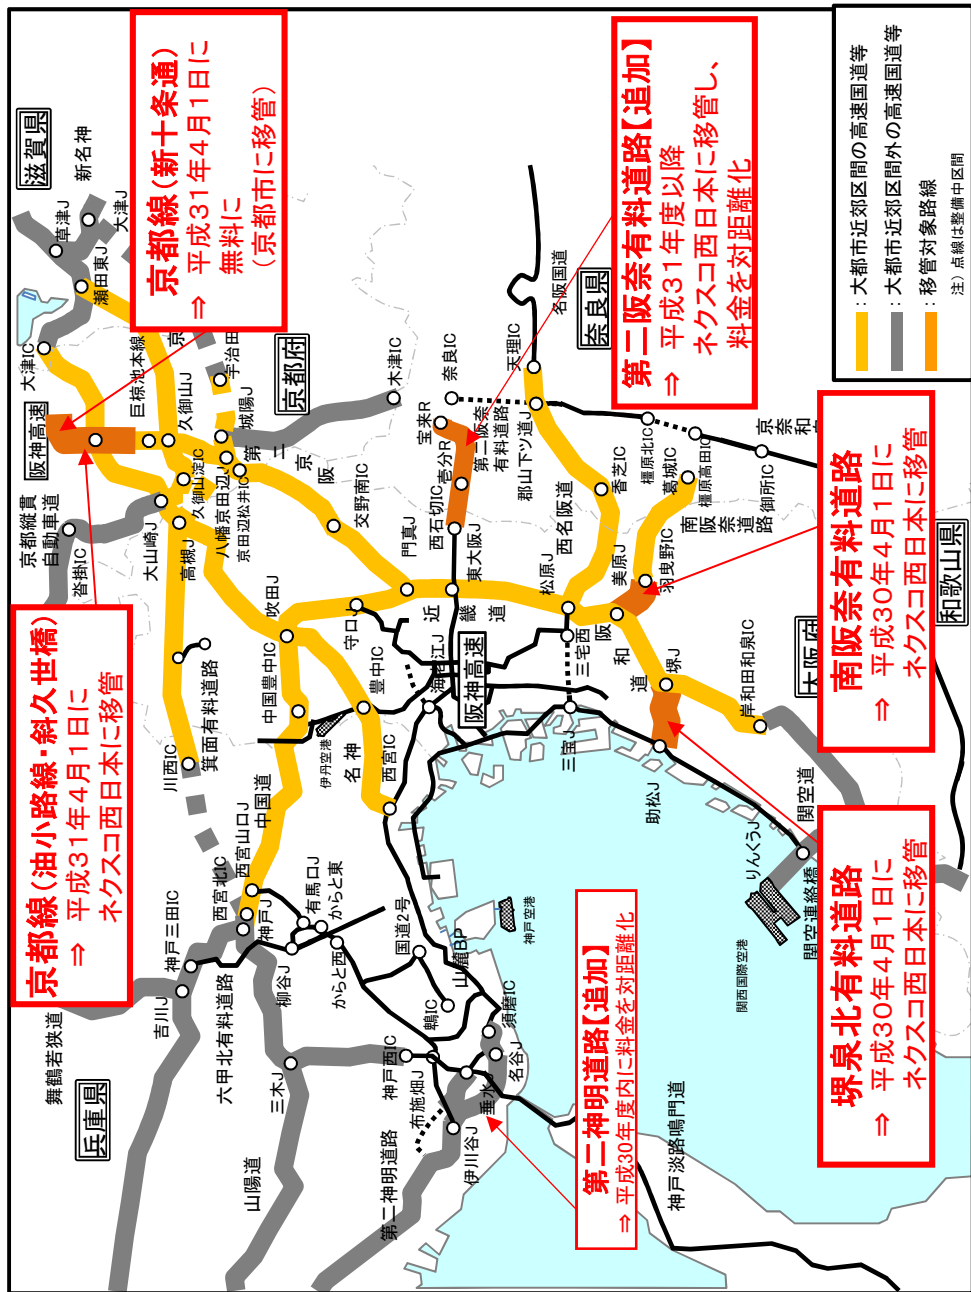 京都線（油小路線・斜久世橋）
⇒ 平成31年4月1日に
ネクスコ西日本に移管
京都線（新十条通）
⇒ 平成31年4月1日に
無料に
（京都市に移管）
第二阪奈有料道路【追加】
⇒ 平成31年度以降
ネクスコ西日本に移管し、
料金を対距離化
第二神明道路【追加】
⇒ 平成30年度内に料金を対距離化
堺泉北有料道路
⇒ 平成30年4月1日に
ネクスコ西日本に移管
南阪奈有料道路
⇒ 平成30年4月1日に
ネクスコ西日本に移管
：大都市近郊区間の高速国道等
：大都市近郊区間外の高速国道等
：移管対象路線
注）点線は整備中区間
兵庫県
滋賀県
京都府
奈良県
大阪府
和歌山県
阪神高速
阪神高速
舞鶴若狭道
吉川J
神戸三田IC
六甲北有料道路
三木J
山陽道
柳谷J
西宮北IC
神戸J
西宮山口J
中国道
有馬口J
からと東
からと西
国道2号
山麓BP
鵯IC
須磨IC
名谷J
垂水J
神戸西IC
布施畑J
伊川谷J
第二神明道路
神戸淡路鳴門道
川西IC
箕面有料道路
中国豊中IC
伊丹空港
名神
西宮IC
豊中IC
吹田J
守口J
海老江J
神戸空港
関西国際空港
りんくうJ
関空連絡橋
関空道
助松J
堺J
岸和田和泉IC
三宝J
三宅西
阪和道
松原J
美原J
羽曳野IC
南阪奈道路
葛城IC
西名阪道
香芝IC
郡山下ツ道J
天理IC
名阪国道
橿原北IC
橿原高田IC
御所IC
京奈和
近畿道
東大阪J
門真J
西石切IC
壱分R
宝来R
第二阪奈有料道路
奈良IC
木津IC
交野南IC
第二京阪
京田辺松井IC
八幡京田辺J
城陽J
宇治田
久御山淀IC
久御山J
巨椋池本線
京
高槻J
大山崎J
沓掛IC
京都縦貫
自動車道
大津IC
瀬田東J
草津J
大津J
新名神